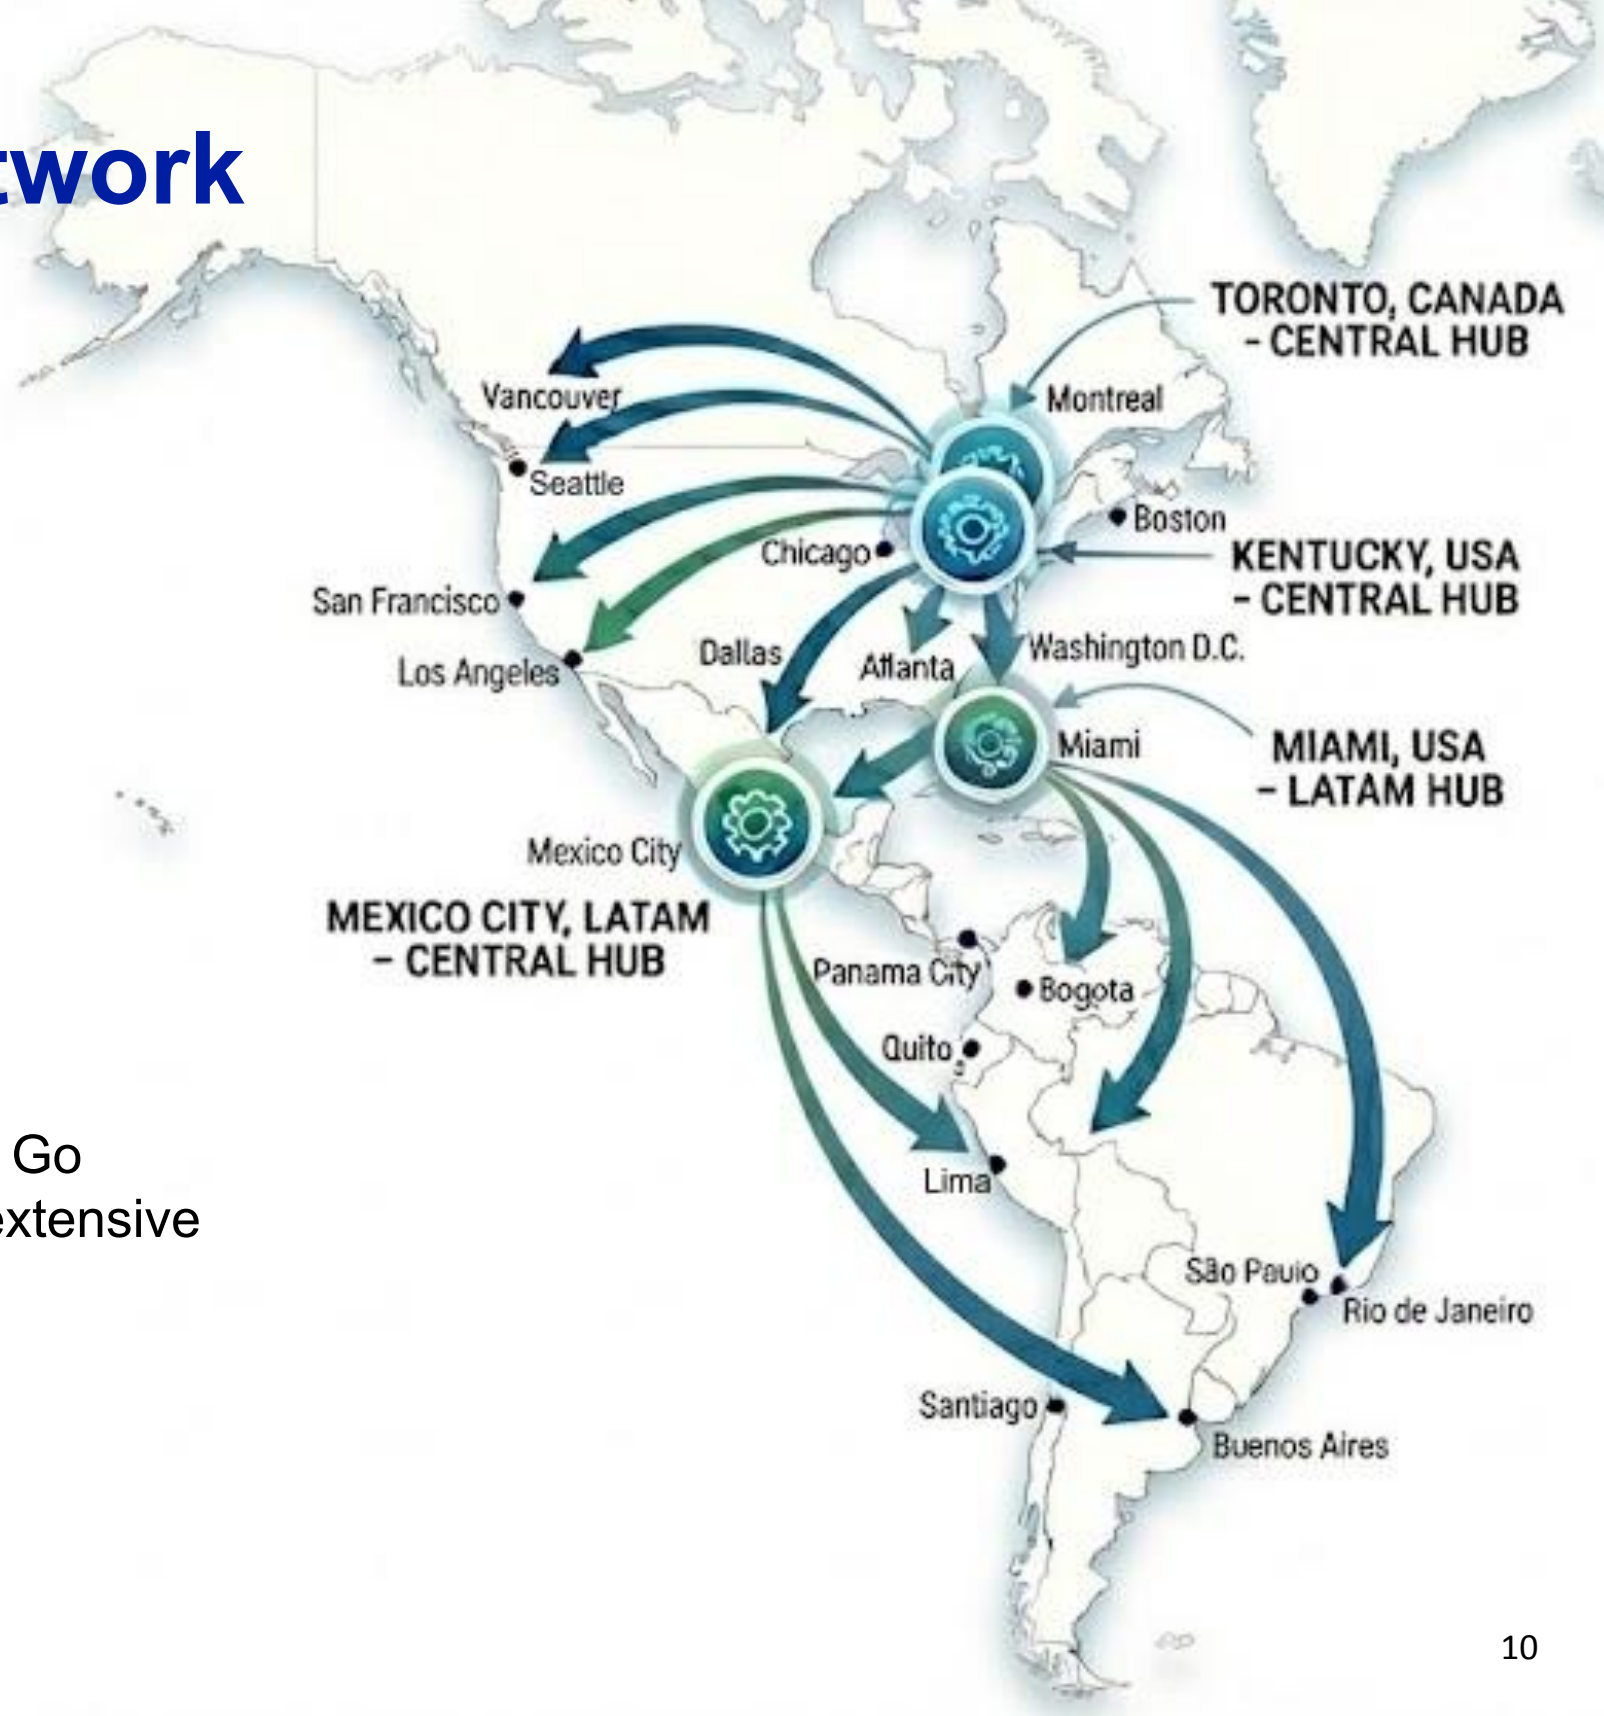 twork
TORONTO, CANADA
– CENTRAL HUB
Vancouver
Montreal
Seattle
Boston
Chicago
KENTUCKY, USA
– CENTRAL HUB
San Francisco
Los Angeles
Dallas
Atlanta
Washington D.C.
Miami
MIAMI, USA
– LATAM HUB
Mexico City
MEXICO CITY, LATAM
– CENTRAL HUB
Panama City
Bogota
Quito
Go
extensive
Lima
São Pauio
Rio de Janeiro
Santiago
Buenos Aires
10